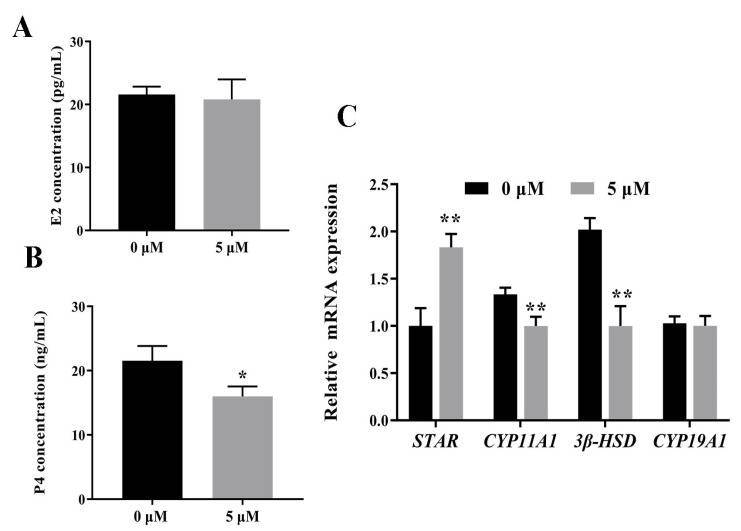 A
E2 concentration (pg/mL)
30
20
10
0
0 μM
5 μM
B
P4 concentration (ng/mL)
30
20
10
0
*
0 μM
5 μM
C
0 μM
5 μM
Relative mRNA expression
2.5
2.0
1.5
1.0
0.5
0.0
**
**
**
STAR
CYP11A1
3β-HSD
CYP19A1